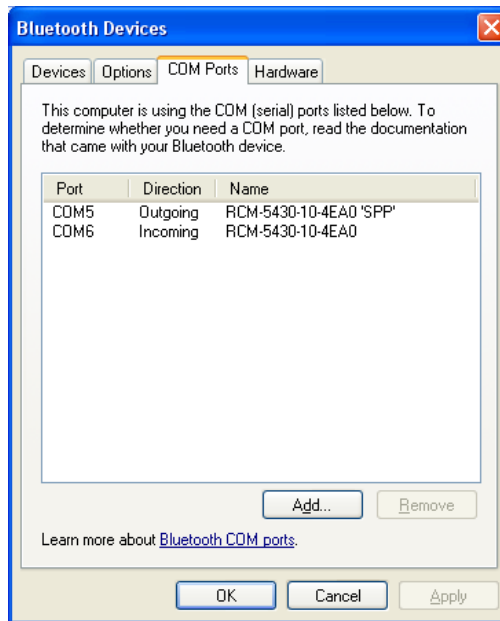 Bluetooth Devices
Devices Options COM Ports Hardware
This computer is using the COM (serial) ports listed below. To
determine whether you need a COM port, read the documentation
that came with your Bluetooth device.
Port Direction Name
COM5 Outgoing RCM-5430-10-4EA0 'SPP'
COM6 Incoming RCM-5430-10-4EA0
Add... Remove
Learn more about Bluetooth COM ports.
OK Cancel Apply